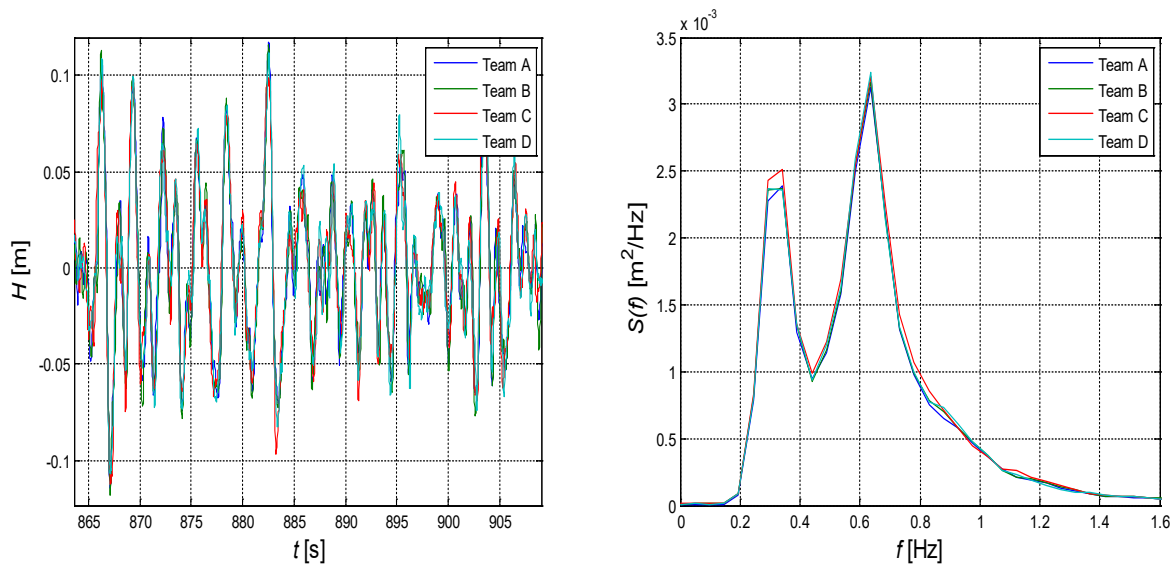 0.1
0.05
0
-0.05
-0.1
H [m]
865 870 875 880 885 890 895 900 905
t [s]
Team A
Team B
Team C
Team D
x 10⁻³
3.5
3
2.5
2
1.5
1
0.5
0
S(f) [m²/Hz]
0 0.2 0.4 0.6 0.8 1 1.2 1.4 1.6
f [Hz]
Team A
Team B
Team C
Team D